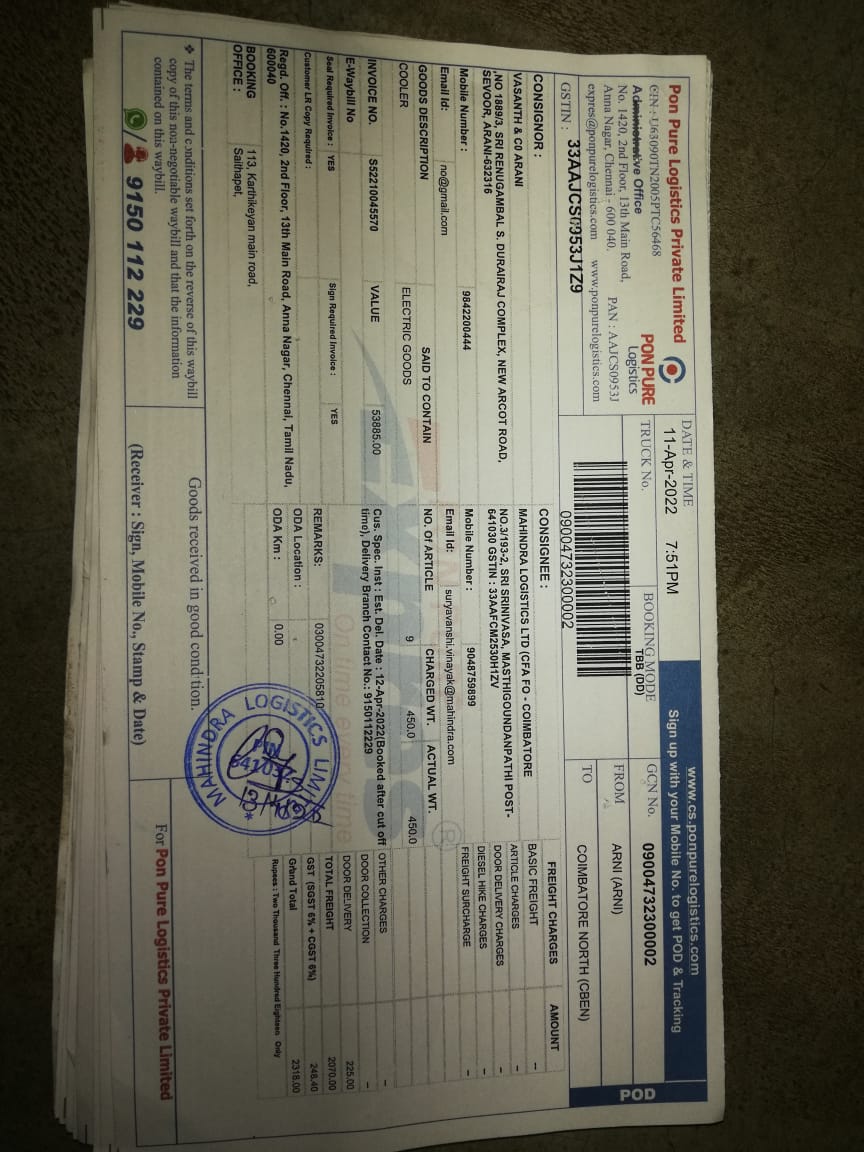 Pon Pure Logistics Private Limited
CIN : U63090TN2005PTC56468
Administrative Office
No. 1420, 2nd Floor, 13th Main Road,
Anna Nagar, Chennai - 600 040. PAN : AAJCS0953J
expres@ponpurelogistics.com www.ponpurelogistics.com
PON PURE
Logistics
GSTIN : 33AAJCS0953J1Z9
DATE & TIME
11-Apr-2022 7:51PM
TRUCK No.
BOOKING MODE
TBB (DD)
09004732300002
www.cs.ponpurelogistics.com
Sign up with your Mobile No. to get POD & Tracking
GCN No. 09004732300002
FROM ARNI (ARNI)
TO COIMBATORE NORTH (CBEN)
POD
CONSIGNOR :
VASANTH & CO ARANI
,NO 1889/3, SRI RENUGAMBAL S. DURAIRAJ COMPLEX, NEW ARCOT ROAD,
SEVOOR, ARANI-632316
Mobile Number : 9842200444
Email Id: no@gmail.com
CONSIGNEE :
MAHINDRA LOGISTICS LTD (CFA FO - COIMBATORE
NO.3/193-2, SRI SRINIVASA, MASTHIGOUNDANPATHI POST-
641030 GSTIN : 33AAFCM2530H1ZV
Mobile Number : 9048759899
Email Id: suryavanshi.vinayak@mahindra.com
GOODS DESCRIPTION SAID TO CONTAIN NO. Of ARTICLE CHARGED WT. ACTUAL WT.
COOLER ELECTRIC GOODS 9 450.0 450.0
INVOICE NO. S52210045570 VALUE 53885.00
E-Waybill No
Seal Required Invoice : YES Sign Required Invoice : YES
Customer LR Copy Required :
Cus. Spec. Inst : Est. Del. Date : 12-Apr-2022(Booked after cut off
time), Delivery Branch Contact No.: 9150112229
REMARKS: 03004732205810
ODA Location :
ODA Km : 0.00
Regd. Off. : No.1420, 2nd Floor, 13th Main Road, Anna Nagar, Chennai, Tamil Nadu,
600040
BOOKING
OFFICE :
113, Karthikeyan main road,
Saithapet,
FREIGHT CHARGES AMOUNT
BASIC FREIGHT -
ARTICLE CHARGES -
DOOR DELIVERY CHARGES -
DIESEL HIKE CHARGES -
FREIGHT SURCHARGE -
OTHER CHARGES -
DOOR COLLECTION -
DOOR DELIVERY 225.00
TOTAL FREIGHT 2070.00
GST (SGST 6% + CGST 6%) 248.40
Grand Total 2318.00
Rupees : Two Thousand Three Hundred Eighteen Only
❖ The terms and conditions set forth on the reverse of this waybill
copy of this non-negotiable waybill and that the information
contained on this waybill.
9150 112 229
Goods received in good condition.
(Receiver : Sign, Mobile No., Stamp & Date)
For Pon Pure Logistics Private Limited
On time every time
MAHINDRA LOGISTICS LIMITED